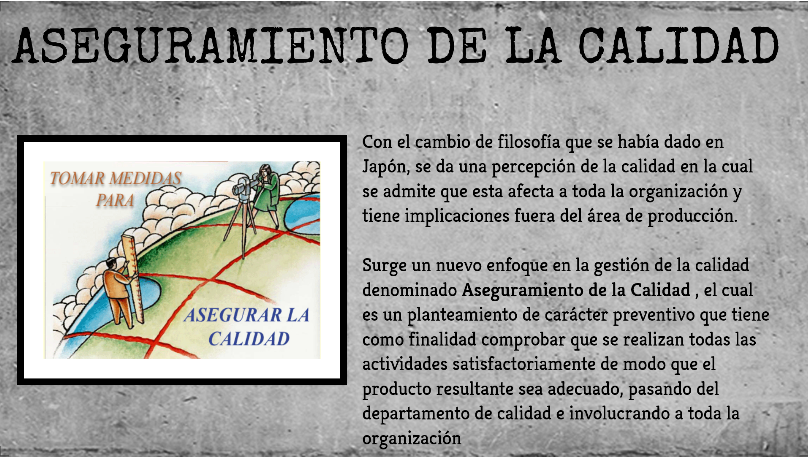 ASEGURAMIENTO DE LA CALIDAD
TOMAR MEDIDAS
PARA
ASEGURAR LA
CALIDAD
Con el cambio de filosofía que se había dado en
Japón, se da una percepción de la calidad en la cual
se admite que esta afecta a toda la organización y
tiene implicaciones fuera del área de producción.
Surge un nuevo enfoque en la gestión de la calidad
denominado Aseguramiento de la Calidad , el cual
es un planteamiento de carácter preventivo que tiene
como finalidad comprobar que se realizan todas las
actividades satisfactoriamente de modo que el
producto resultante sea adecuado, pasando del
departamento de calidad e involucrando a toda la
organización